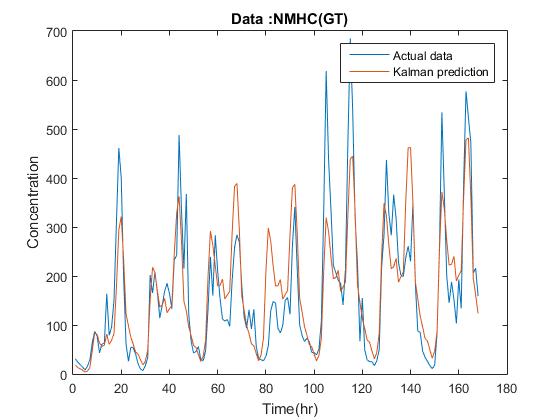 Data :NMHC(GT)
Actual data
Kalman prediction
700
600
500
400
300
200
100
0
Concentration
0 20 40 60 80 100 120 140 160 180
Time(hr)